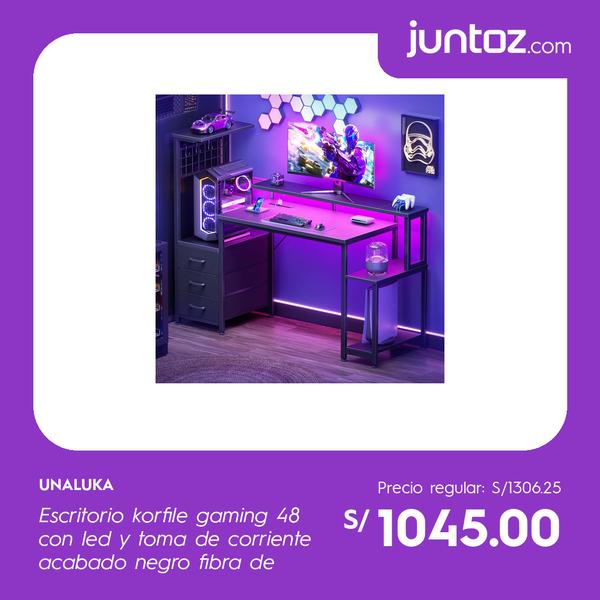 juntoz.com
UNALUKA
Escritorio korfile gaming 48
con led y toma de corriente
acabado negro fibra de
Precio regular: S/1306.25
S/ 1045.00